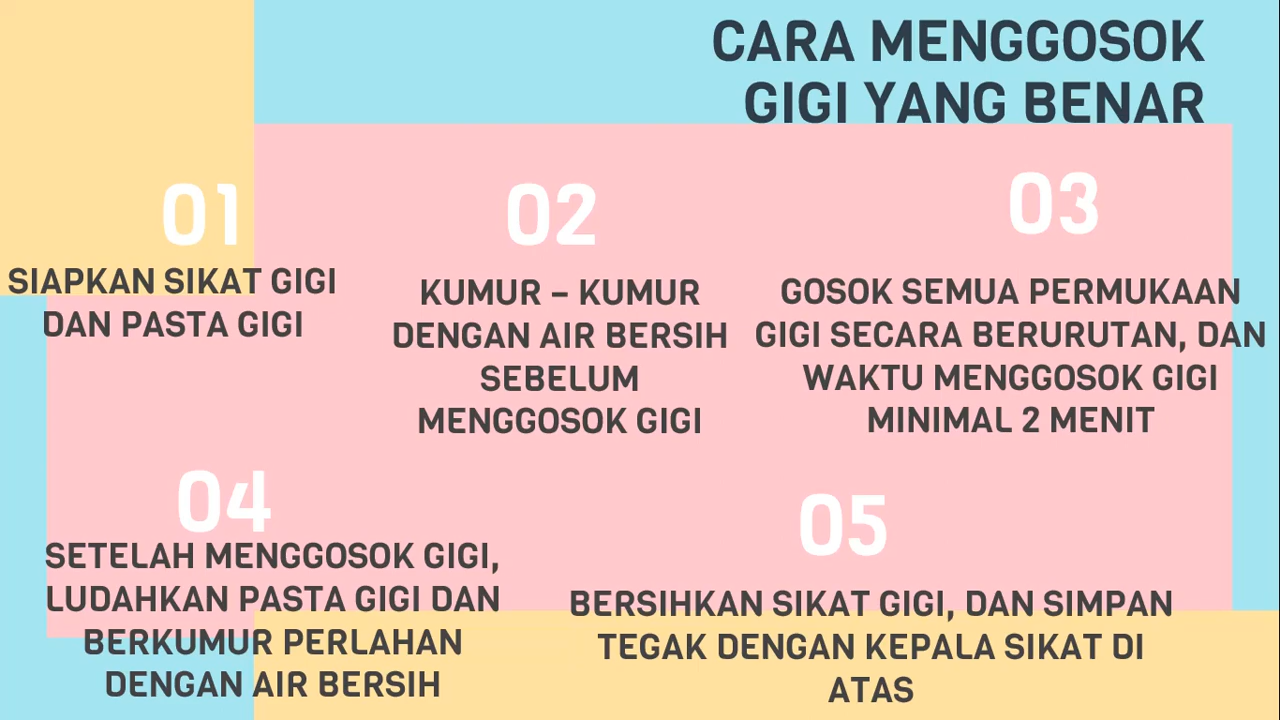 CARA MENGGOSOK
GIGI YANG BENAR
01
SIAPKAN SIKAT GIGI
DAN PASTA GIGI
02
KUMUR – KUMUR
DENGAN AIR BERSIH
SEBELUM
MENGGOSOK GIGI
03
GOSOK SEMUA PERMUKAAN
GIGI SECARA BERURUTAN, DAN
WAKTU MENGGOSOK GIGI
MINIMAL 2 MENIT
04
SETELAH MENGGOSOK GIGI,
LUDAHKAN PASTA GIGI DAN
BERKUMUR PERLAHAN
DENGAN AIR BERSIH
05
BERSIHKAN SIKAT GIGI, DAN SIMPAN
TEGAK DENGAN KEPALA SIKAT DI
ATAS